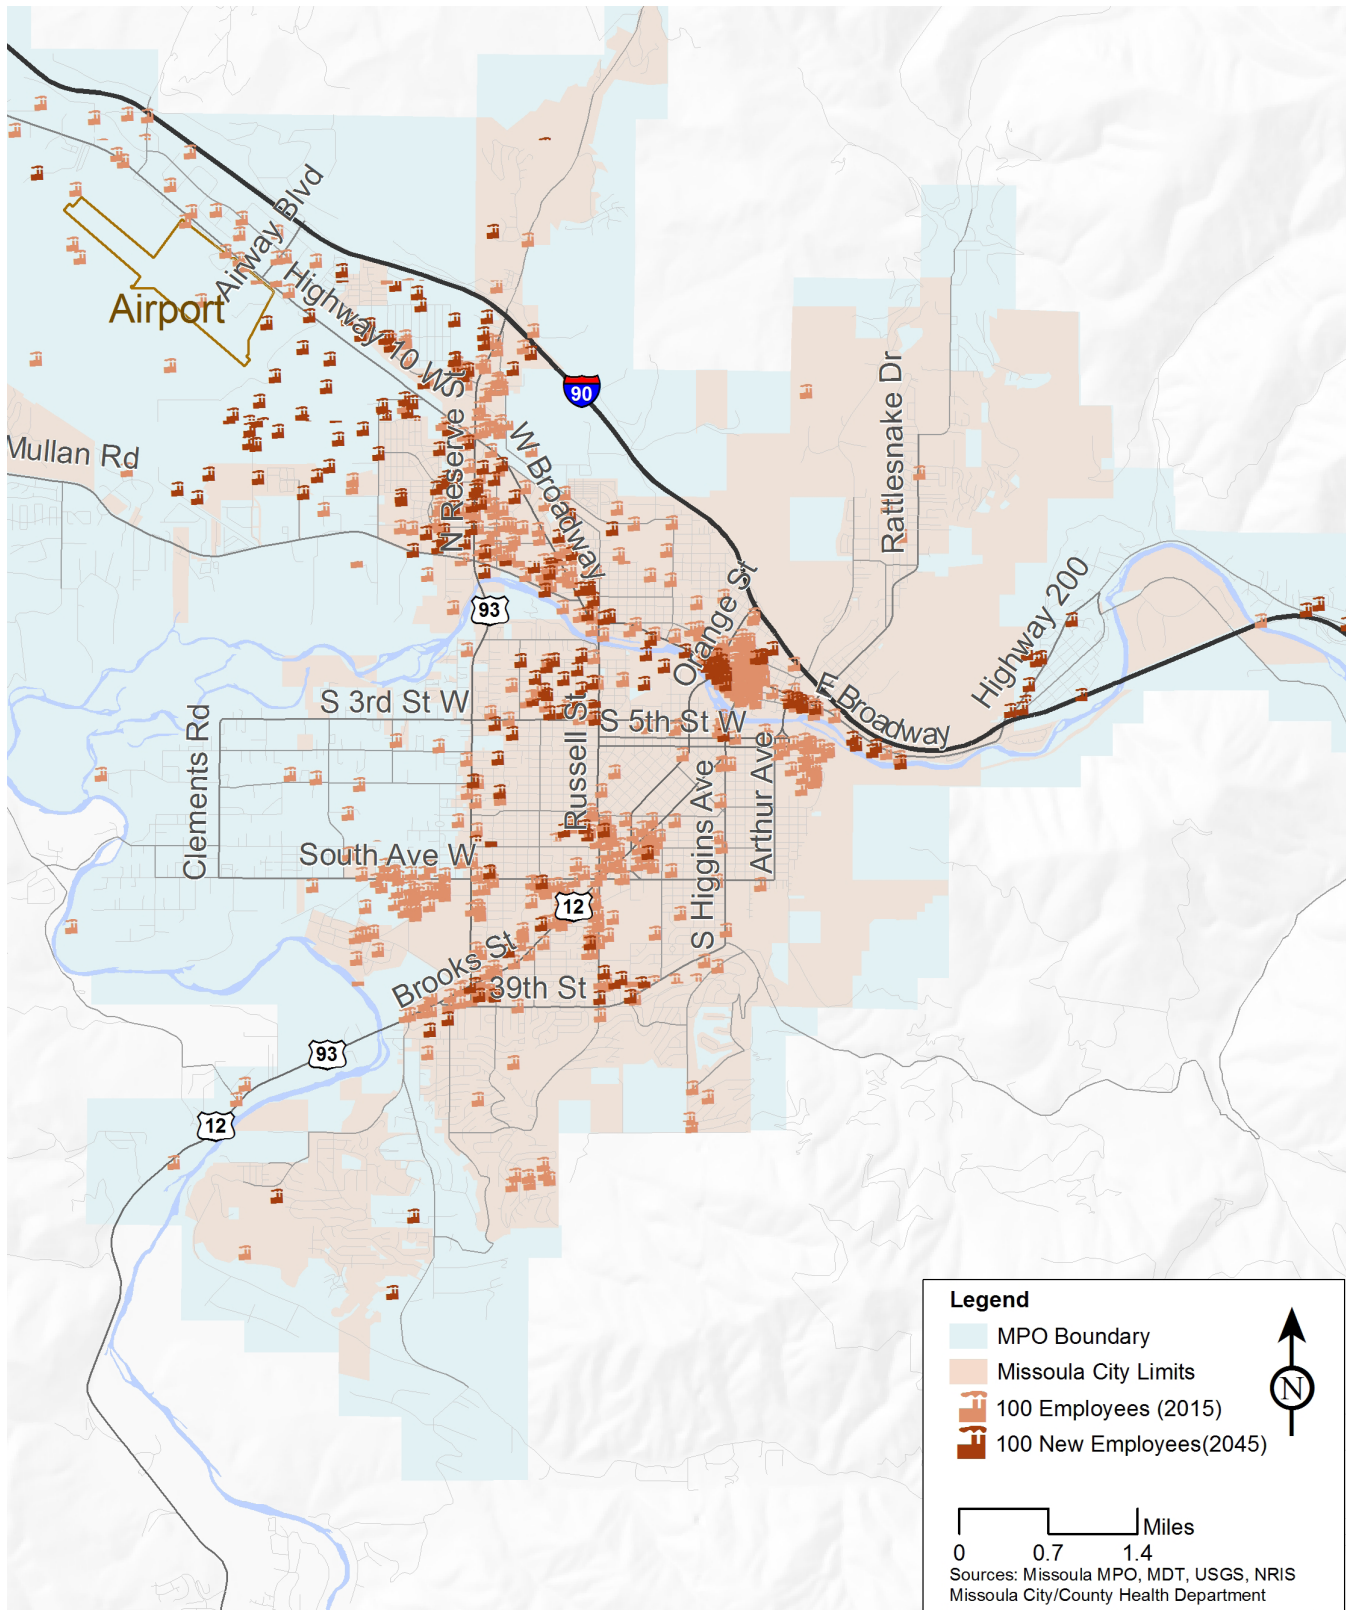 Airway Blvd
Highway 10 W
Airport
90
Mullan Rd
N Reserve St
W Broadway
Rattlesnake Dr
Orange St
Highway 200
93
S 3rd St W
S 5th St W
E Broadway
Clements Rd
Russell St
S Higgins Ave
Arthur Ave
South Ave W
12
Brooks St
39th St
93
12
Legend
MPO Boundary
Missoula City Limits
100 Employees (2015)
100 New Employees(2045)
N
Miles
0 0.7 1.4
Sources: Missoula MPO, MDT, USGS, NRIS
Missoula City/County Health Department